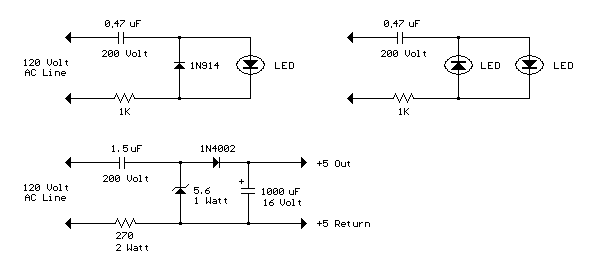 0.47 uF
200 Volt
120 Volt
AC Line
1N914
LED
1K
0.47 uF
200 Volt
LED
LED
1K
1.5uF
200 Volt
1N4002
+5 Out
120 Volt
AC Line
5.6
1 Watt
+
1000 uF
16 Volt
270
2 Watt
+5 Return